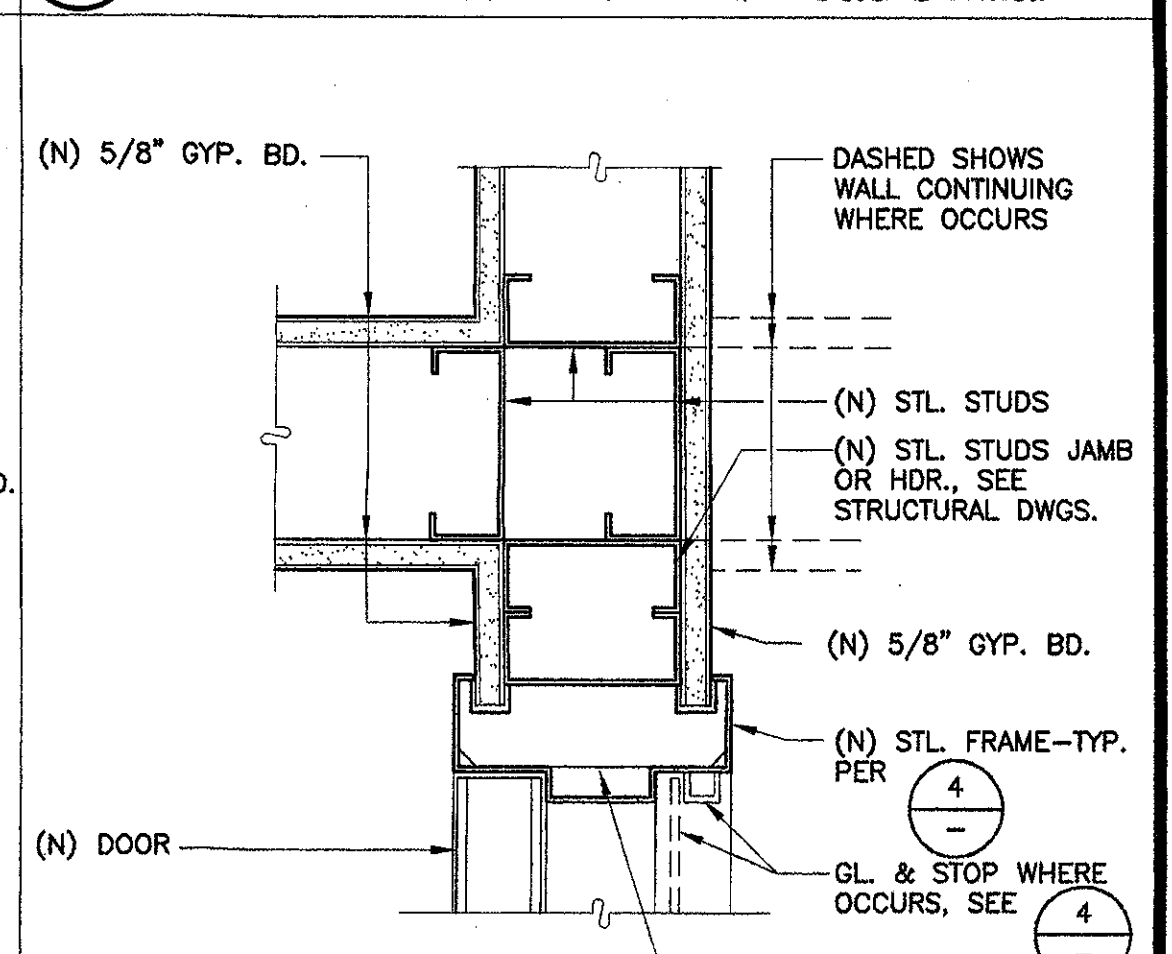 (N) 5/8" GYP. BD.
DASHED SHOWS
WALL CONTINUING
WHERE OCCURS
(N) STL. STUDS
(N) STL. STUDS JAMB
OR HDR., SEE
STRUCTURAL DWGS.
D.
(N) 5/8" GYP. BD.
(N) STL. FRAME-TYP.
PER
4
-
(N) DOOR
GL. & STOP WHERE
OCCURS, SEE
4